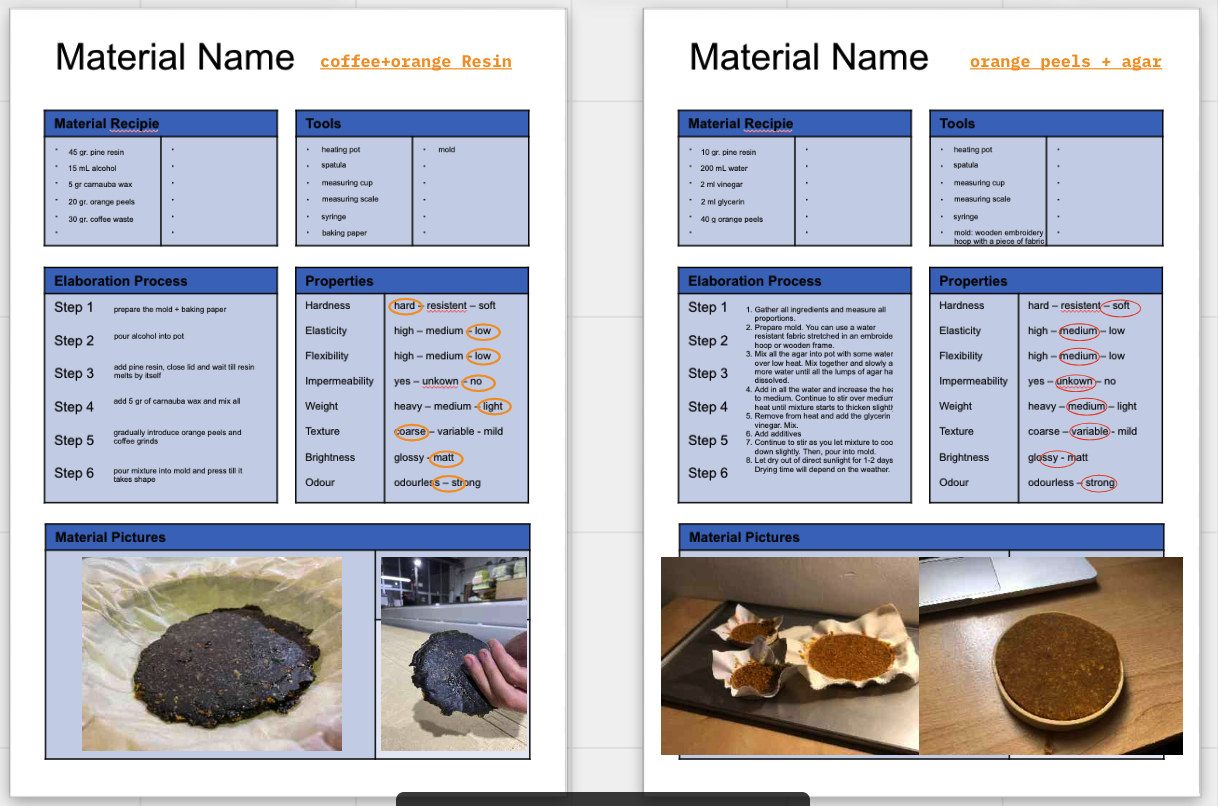 Material Name coffee+orange Resin
Material Recipie
45 gr. pine resin
15 mL alcohol
5 gr carnauba wax
20 gr. orange peels
30 gr. coffee waste
Tools
heating pot
spatula
measuring cup
measuring scale
syringe
baking paper
mold
Elaboration Process
Step 1 prepare the mold + baking paper
Step 2 pour alcohol into pot
Step 3 add pine resin, close lid and wait till resin
melts by itself
Step 4 add 5 gr of carnauba wax and mix all
Step 5 gradually introduce orange peels and
coffee grinds
Step 6 pour mixture into mold and press till it
takes shape
Properties
Hardness hard – resistent – soft
Elasticity high – medium – low
Flexibility high – medium – low
Impermeability yes – unkown – no
Weight heavy – medium – light
Texture coarse – variable - mild
Brightness glossy - matt
Odour odourless – strong
Material Pictures
Material Name orange peels + agar
Material Recipie
10 gr. pine resin
200 mL water
2 ml vinegar
2 ml glycerin
40 g orange peels
Tools
heating pot
spatula
measuring cup
measuring scale
syringe
mold: wooden embroidery
hoop with a piece of fabric
Elaboration Process
Step 1
Step 2
Step 3
Step 4
Step 5
Step 6
1. Gather all ingredients and measure all
proportions.
2. Prepare mold. You can use a water
resistant fabric stretched in an embroide
hoop or wooden frame.
3. Mix all the agar into pot with some water
over low heat. Mix together and slowly a
more water until all the lumps of agar ha
dissolved.
4. Add in all the water and increase the hea
to medium. Continue to stir over medium
heat until mixture starts to thicken slightl
5. Remove from heat and add the glycerin
vinegar. Mix.
6. Add additives
7. Continue to stir as you let mixture to coo
down slightly. Then, pour into mold.
8. Let dry out of direct sunlight for 1-2 days
Drying time will depend on the weather.
Properties
Hardness hard – resistent – soft
Elasticity high – medium – low
Flexibility high – medium – low
Impermeability yes – unkown – no
Weight heavy – medium – light
Texture coarse – variable - mild
Brightness glossy - matt
Odour odourless – strong
Material Pictures